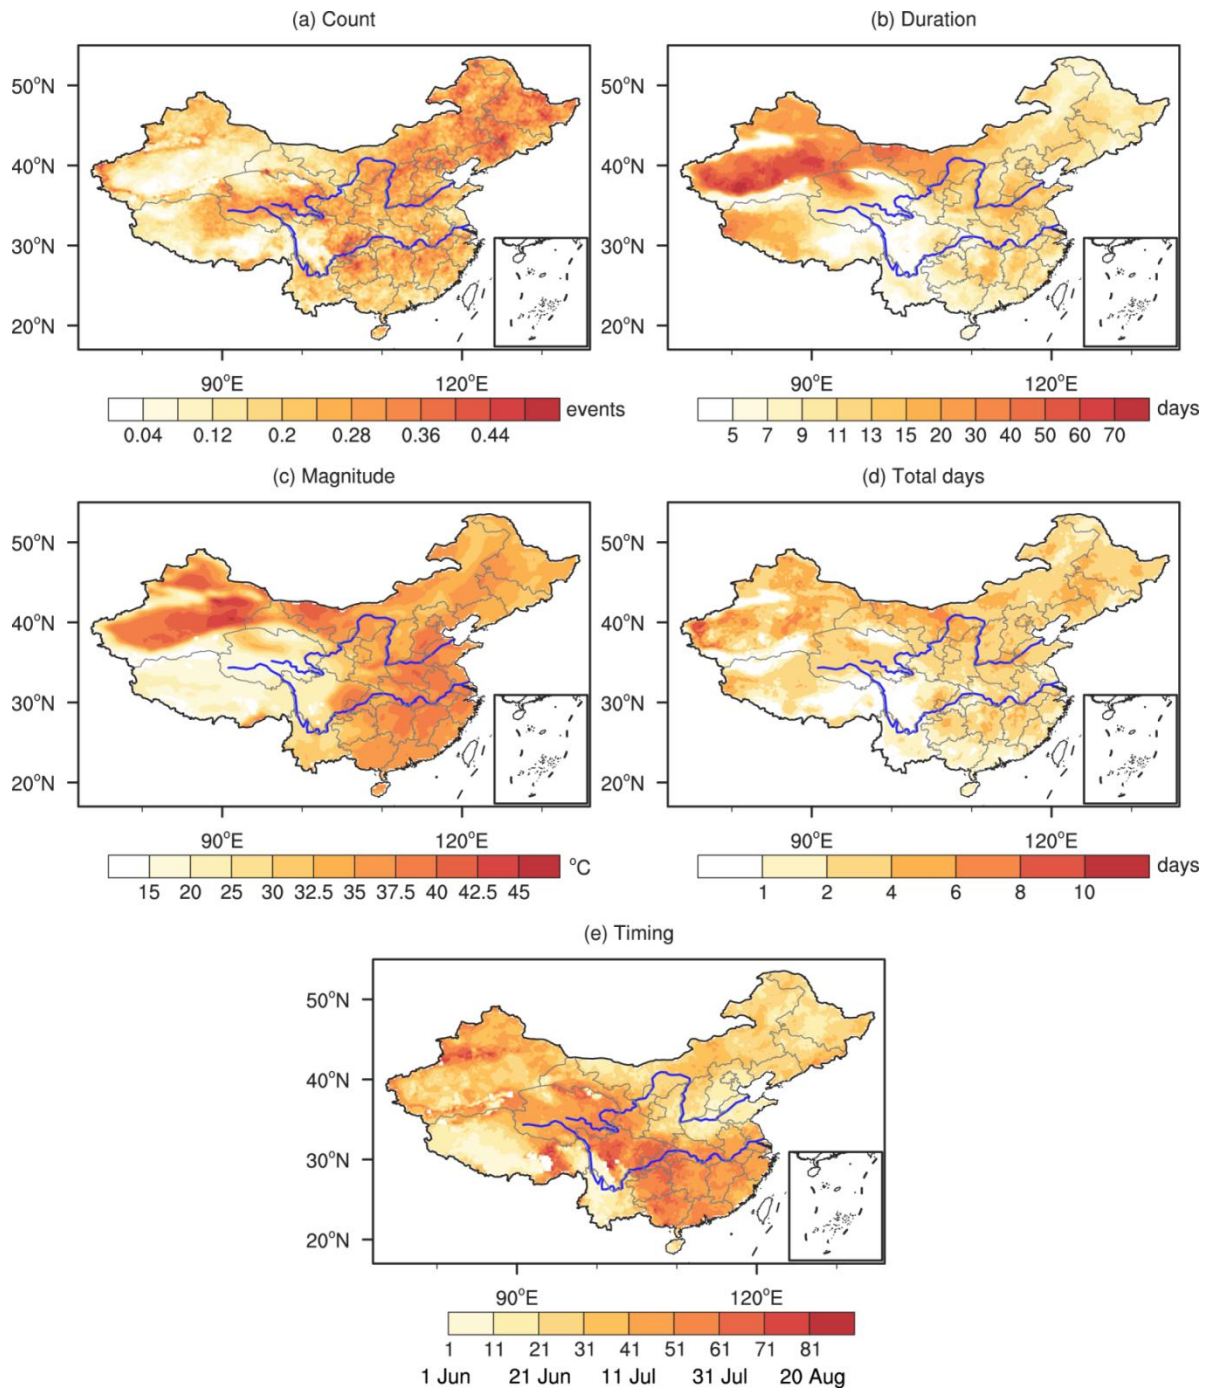 (a) Count
(b) Duration
50°N
40°N
30°N
20°N
90°E
120°E
0.04 0.12 0.2 0.28 0.36 0.44 events
50°N
40°N
30°N
20°N
90°E
120°E
5 7 9 11 13 15 20 30 40 50 60 70 days
(c) Magnitude
(d) Total days
50°N
40°N
30°N
20°N
90°E
120°E
15 20 25 30 32.5 35 37.5 40 42.5 45 °C
50°N
40°N
30°N
20°N
90°E
120°E
1 2 4 6 8 10 days
(e) Timing
50°N
40°N
30°N
20°N
90°E
120°E
1 11 21 31 41 51 61 71 81
1 Jun 21 Jun 11 Jul 31 Jul 20 Aug